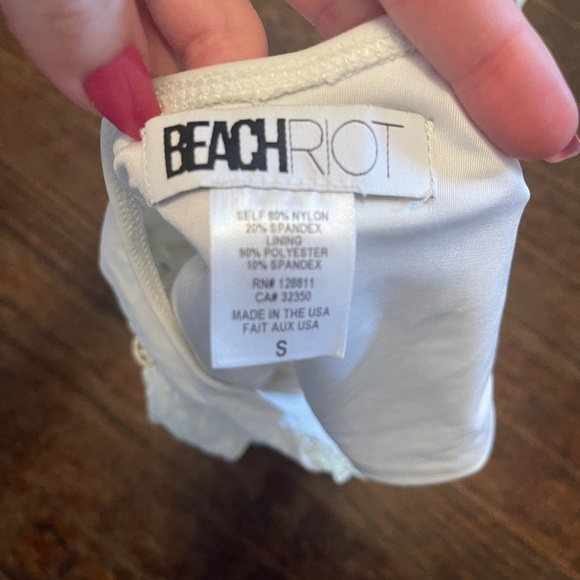 BEACHRIOT
SELF 80% NYLON
20% SPANDEX
LINING
90% POLYESTER
10% SPANDEX
RN# 128811
CA# 32350
MADE IN THE USA
FAIT AUX USA
S